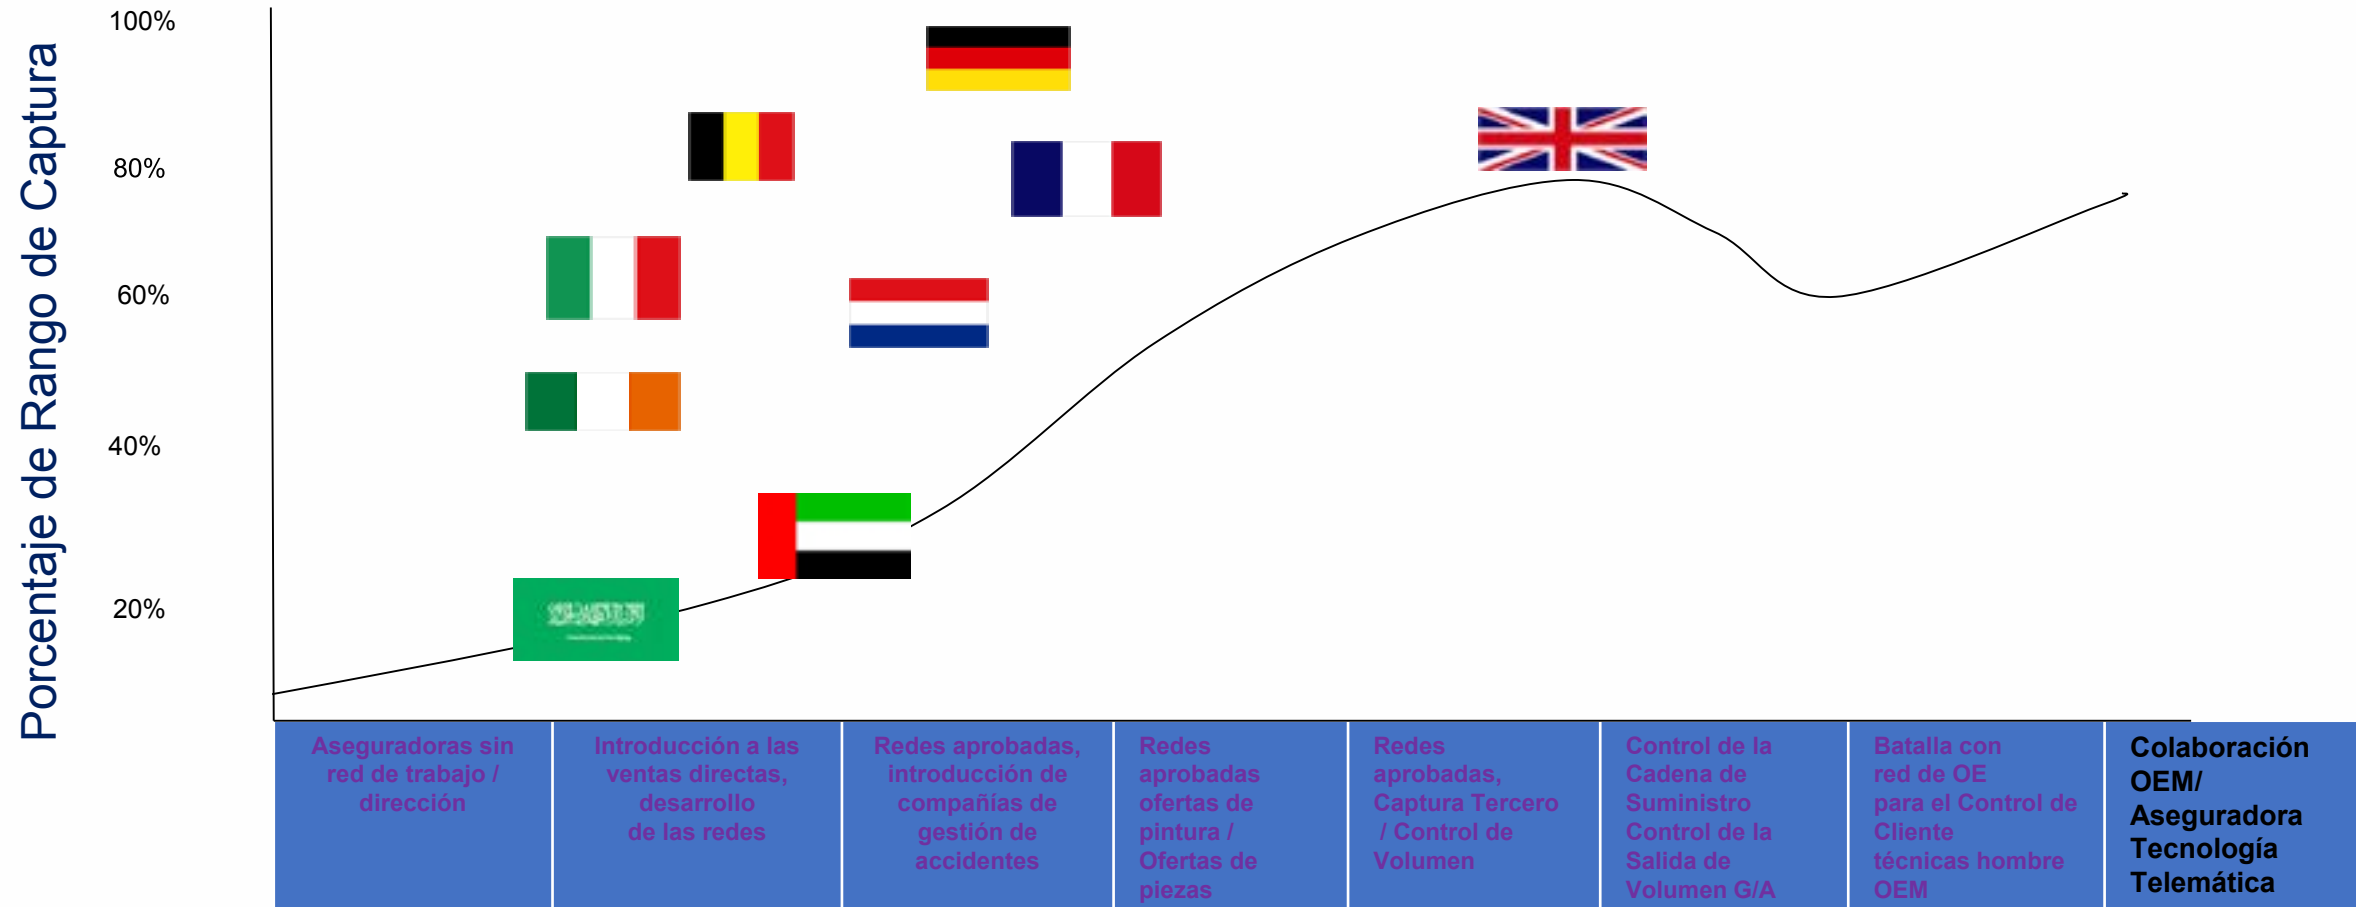 Porcentaje de Rango de Captura
100%
80%
60%
40%
20%
Aseguradoras sin
red de trabajo /
dirección
Introducción a las
ventas directas,
desarrollo
de las redes
Redes aprobadas,
introducción de
compañías de
gestión de
accidentes
Redes
aprobadas
ofertas de
pintura /
Ofertas de
piezas
Redes
aprobadas,
Captura Tercero
/ Control de
Volumen
Control de la
Cadena de
Suministro
Control de la
Salida de
Volumen G/A
Batalla con
red de OE
para el Control de
Cliente
técnicas hombre
OEM
Colaboración
OEM/
Aseguradora
Tecnología
Telemática